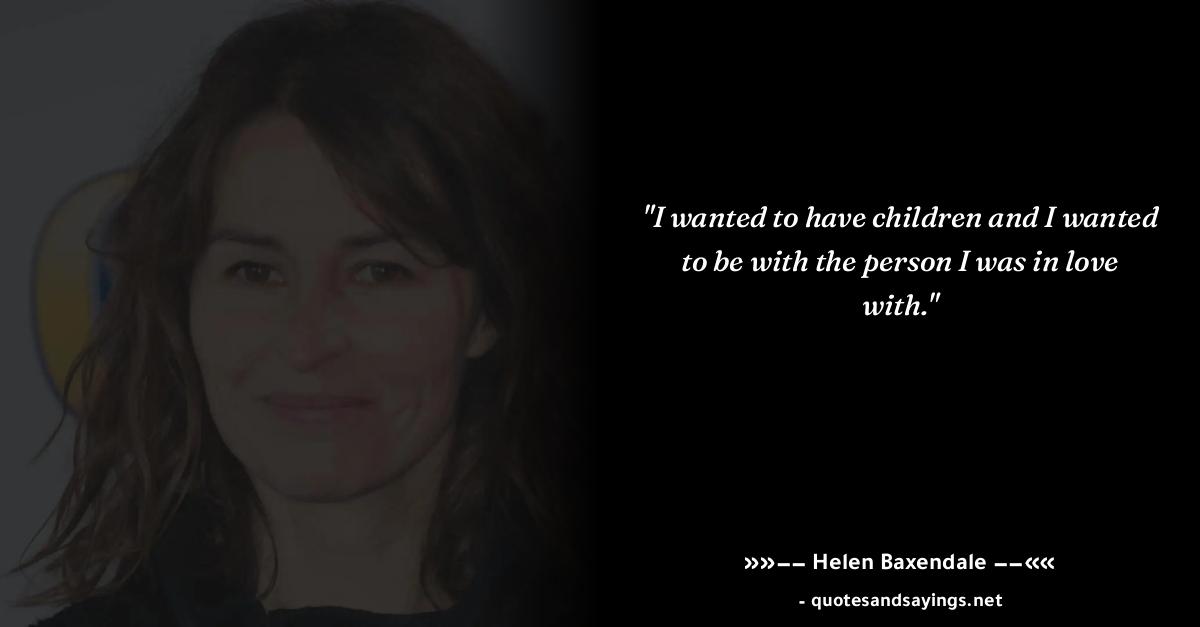 "I wanted to have children and I wanted
to be with the person I was in love
with."
»»−− Helen Baxendale −−««
- quotesandsayings.net